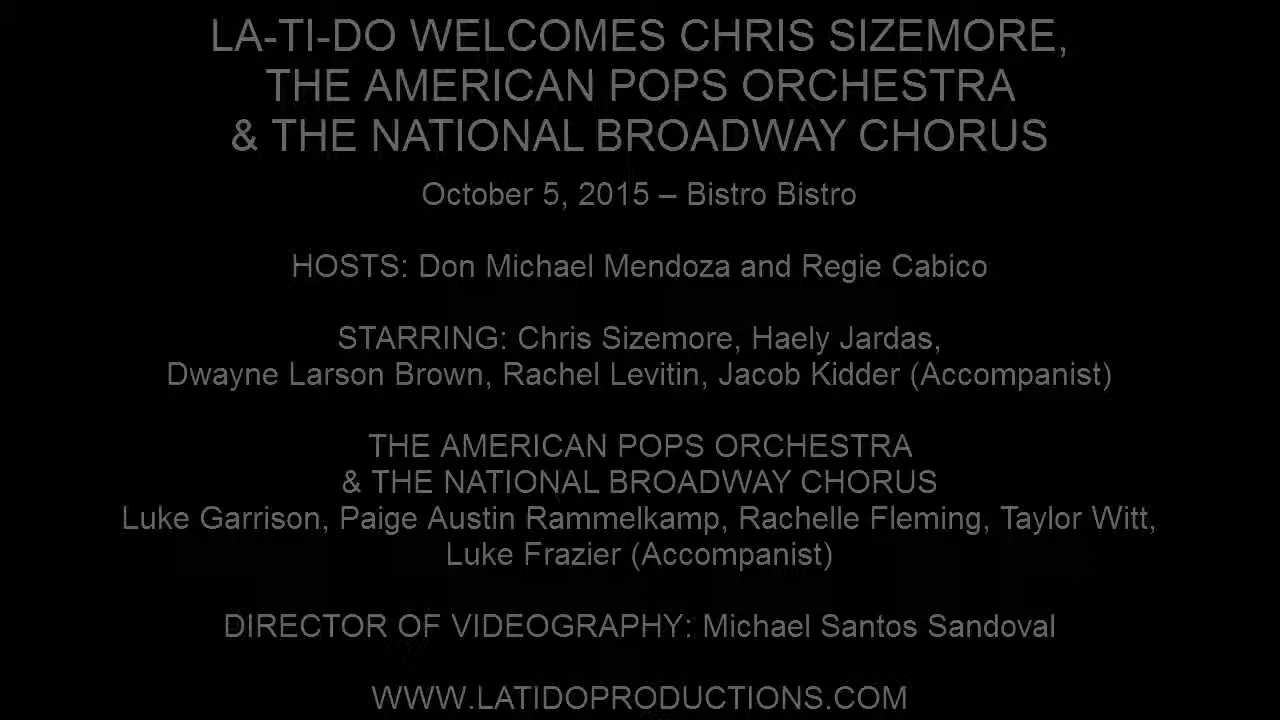 LA-TI-DO WELCOMES CHRIS SIZEMORE,
THE AMERICAN POPS ORCHESTRA
& THE NATIONAL BROADWAY CHORUS
October 5, 2015 – Bistro Bistro
HOSTS: Don Michael Mendoza and Regie Cabico
STARRING: Chris Sizemore, Haely Jardas,
Dwayne Larson Brown, Rachel Levitin, Jacob Kidder (Accompanist)
THE AMERICAN POPS ORCHESTRA
& THE NATIONAL BROADWAY CHORUS
Luke Garrison, Paige Austin Rammelkamp, Rachelle Fleming, Taylor Witt,
Luke Frazier (Accompanist)
DIRECTOR OF VIDEOGRAPHY: Michael Santos Sandoval
WWW.LATIDOPRODUCTIONS.COM